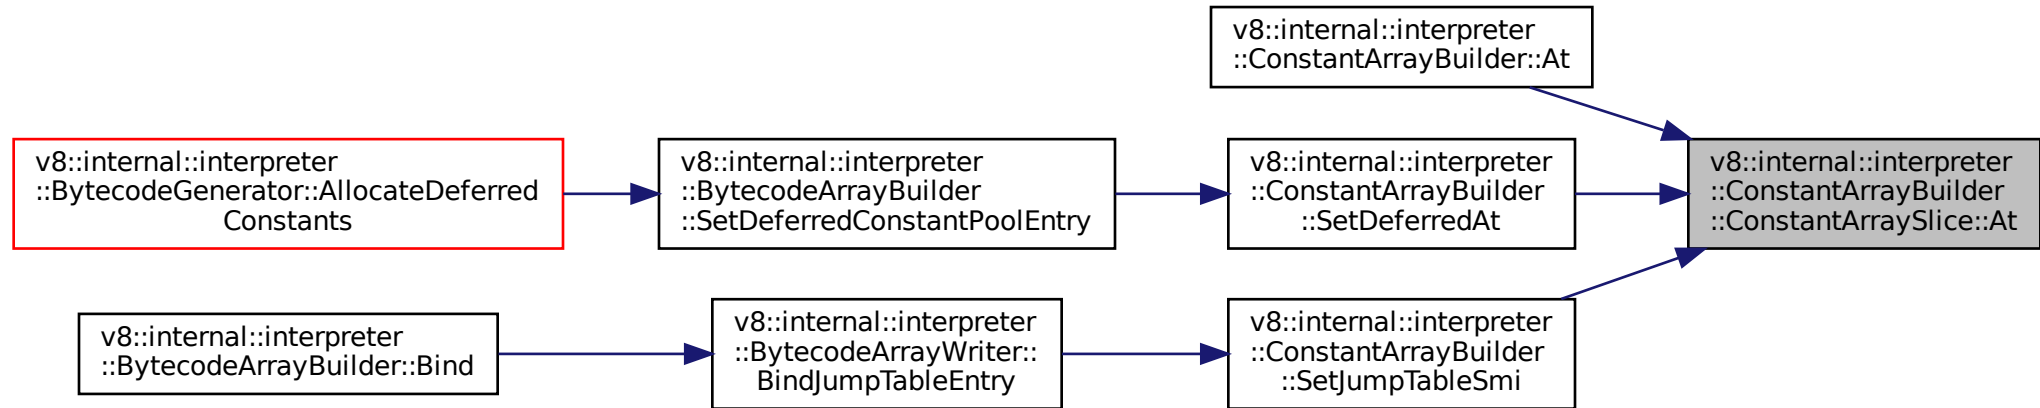 v8::internal::interpreter
::ConstantArrayBuilder::At
v8::internal::interpreter
::BytecodeGenerator::AllocateDeferred
Constants
v8::internal::interpreter
::BytecodeArrayBuilder
::SetDeferredConstantPoolEntry
v8::internal::interpreter
::ConstantArrayBuilder
::SetDeferredAt
v8::internal::interpreter
::ConstantArrayBuilder
::ConstantArraySlice::At
v8::internal::interpreter
::BytecodeArrayBuilder::Bind
v8::internal::interpreter
::BytecodeArrayWriter::
BindJumpTableEntry
v8::internal::interpreter
::ConstantArrayBuilder
::SetJumpTableSmi